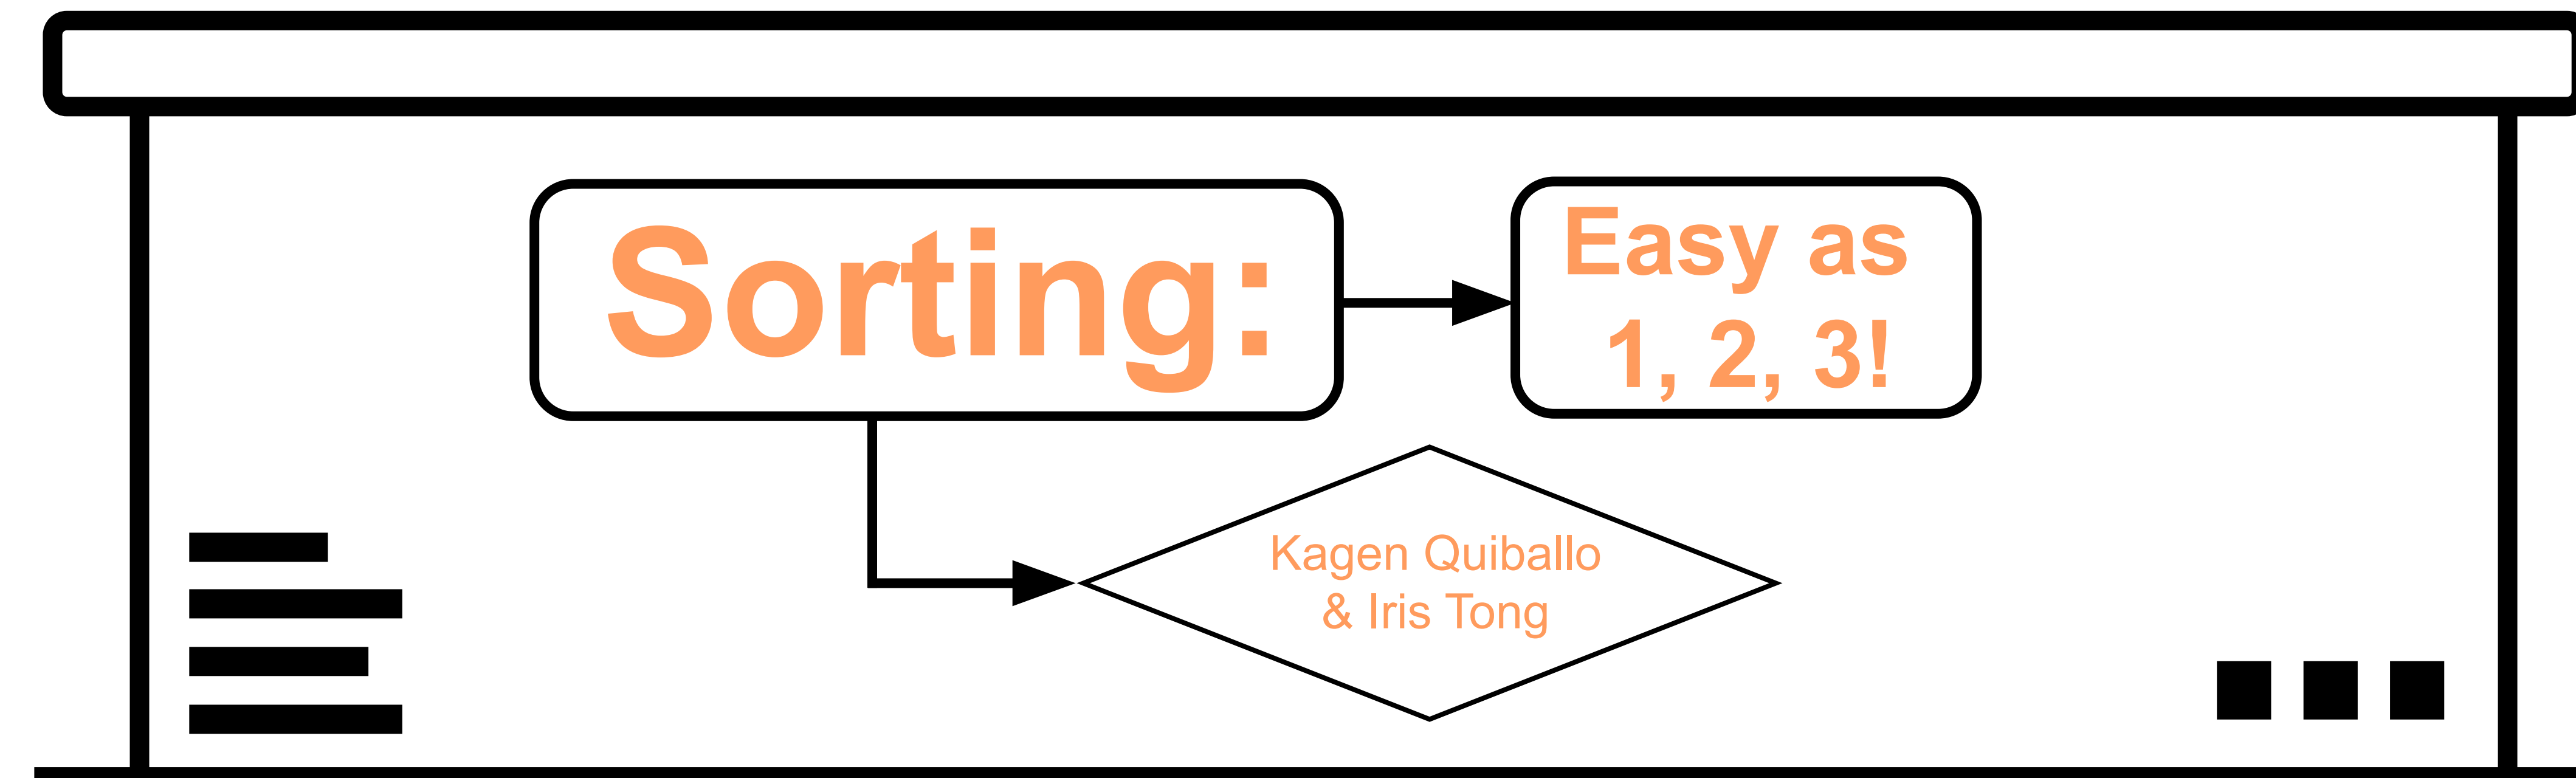 Sorting:
Easy as
1, 2, 3!
Kagen Quiballo
& Iris Tong